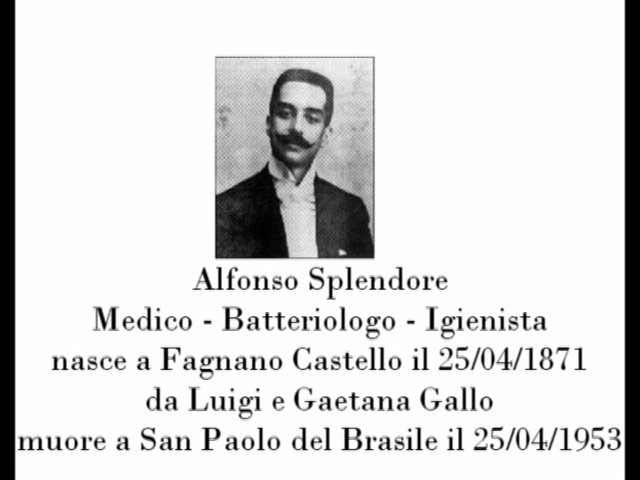 Alfonso Splendore
Medico - Batteriologo - Igienista
nasce a Fagnano Castello il 25/04/1871
da Luigi e Gaetana Gallo
muore a San Paolo del Brasile il 25/04/1953